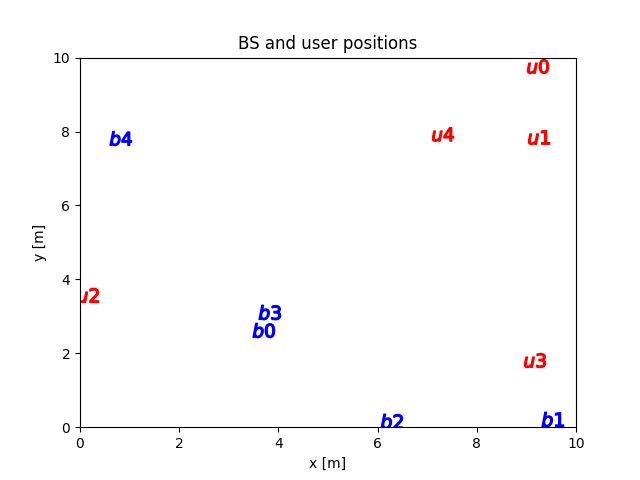 BS and user positions
10
u0
8
b4
u4
u1
6
y [m]
4
u2
b3
b0
2
u3
b2
b1
0
0 2 4 6 8 10
x [m]